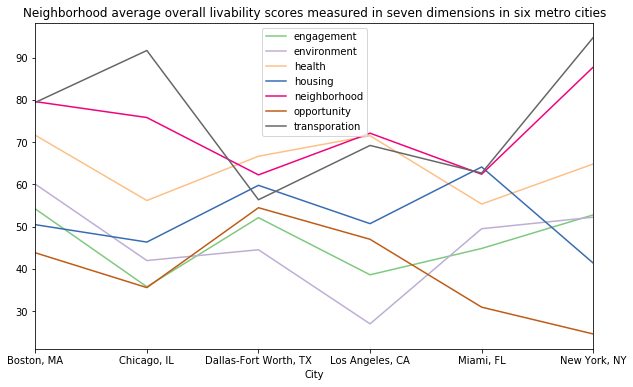 Neighborhood average overall livability scores measured in seven dimensions in six metro cities
engagement
environment
health
housing
neighborhood
opportunity
transporation
90
80
70
60
50
40
30
Boston, MA Chicago, IL Dallas-Fort Worth, TX Los Angeles, CA Miami, FL New York, NY
City